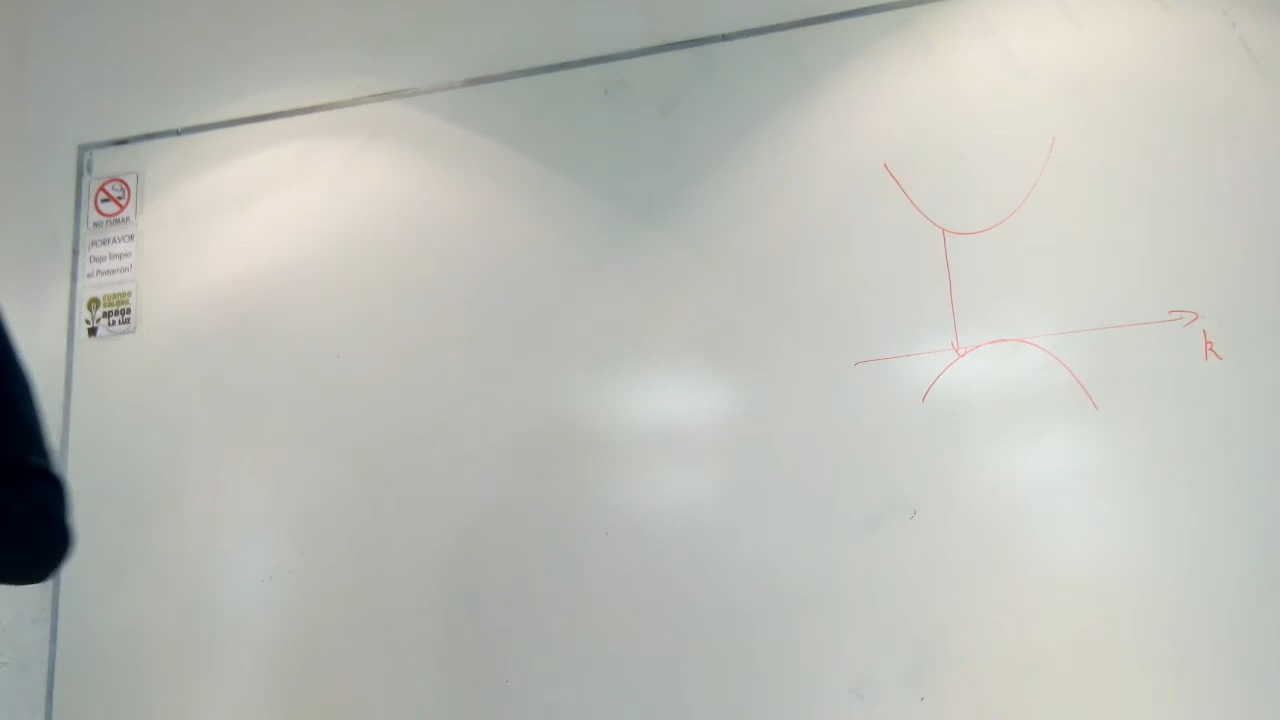 NO FUMAR
¡PORFAVOR
Deja limpio
el Pintarrón!
CUANDO
SALGAS,
apaga
LA LUZ
k